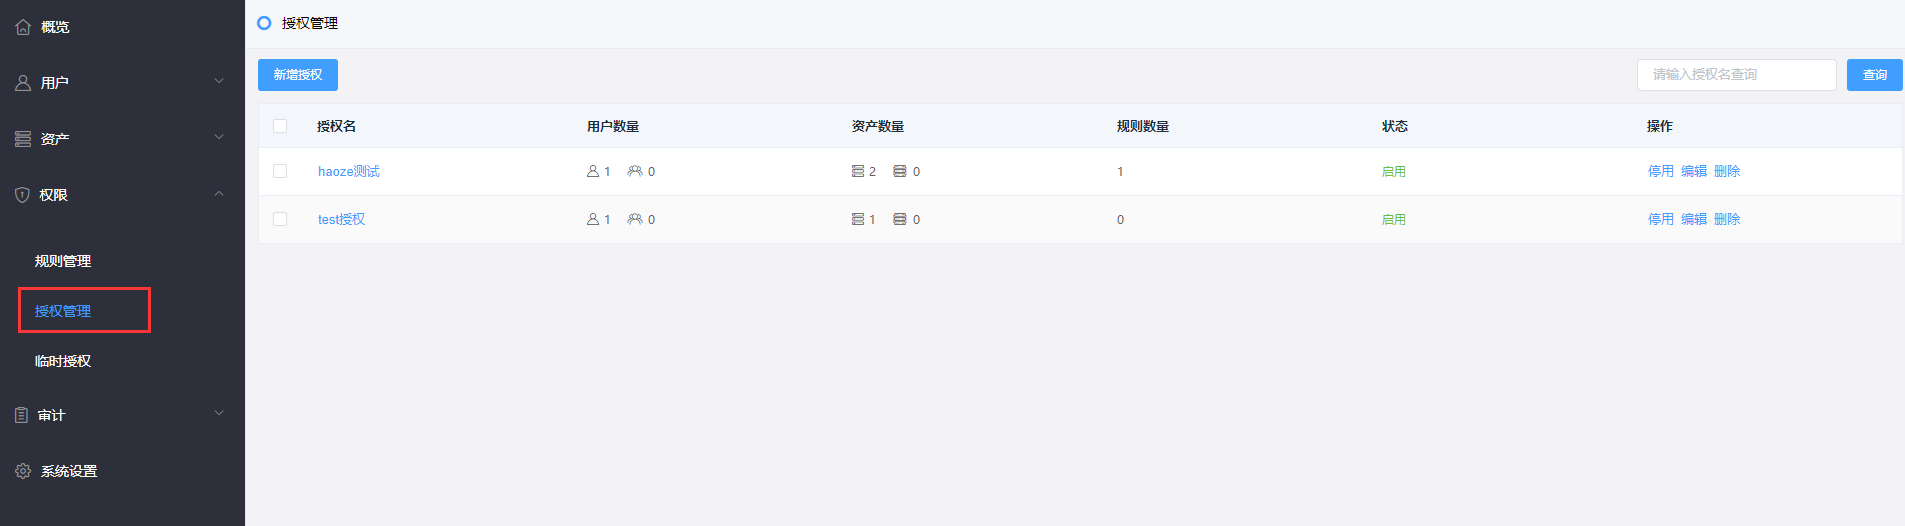 概览
用户
资产
权限
规则管理
授权管理
临时授权
审计
系统设置
授权管理
新增授权
请输入授权名查询 查询
授权名 用户数量 资产数量 规则数量 状态 操作
haoze测试 1 0 2 0 1 启用 停用 编辑 删除
test授权 1 0 1 0 0 启用 停用 编辑 删除